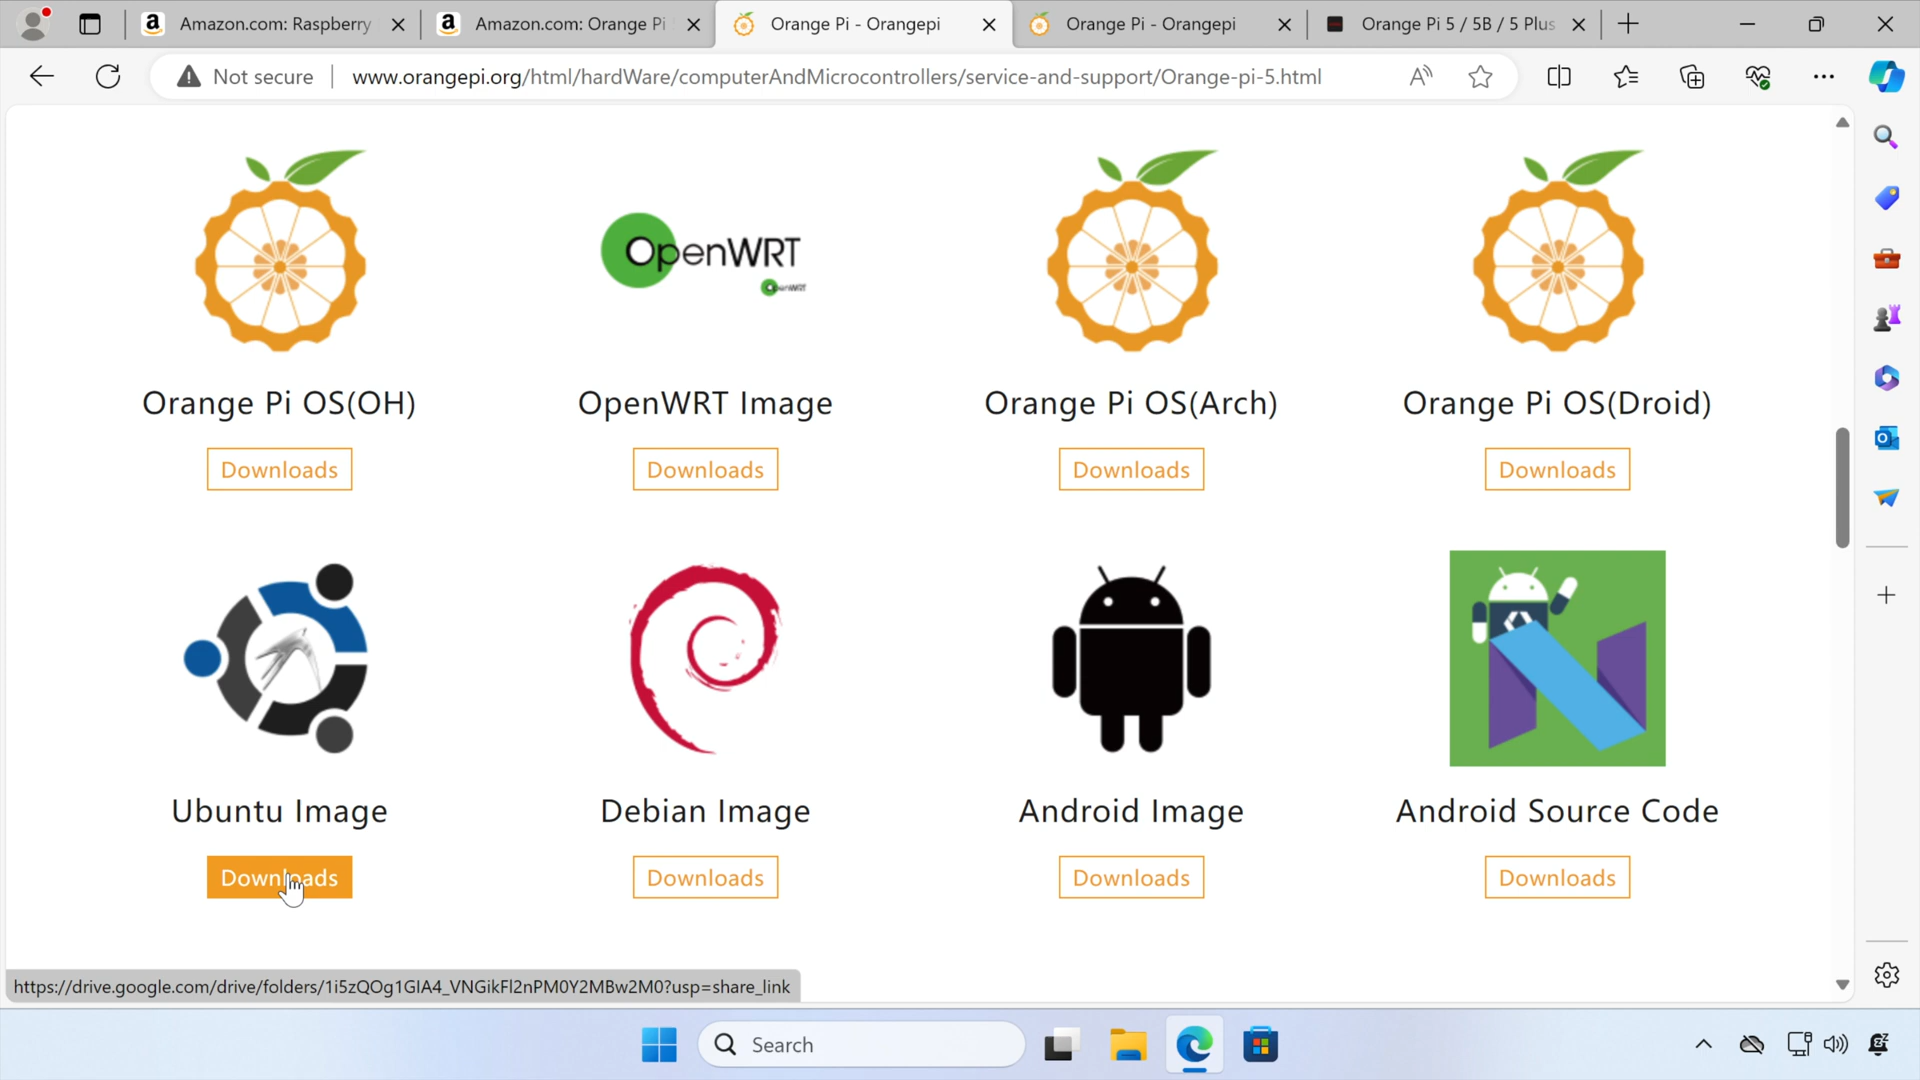 Amazon.com: Raspberry
Amazon.com: Orange Pi
Orange Pi - Orangepi
Orange Pi - Orangepi
Orange Pi 5 / 5B / 5 Plus
Not secure
www.orangepi.org/html/hardWare/computerAndMicrocontrollers/service-and-support/Orange-pi-5.html
OpenWRT
OpenWRT
Orange Pi OS(OH)
OpenWRT Image
Orange Pi OS(Arch)
Orange Pi OS(Droid)
Downloads
Downloads
Downloads
Downloads
Ubuntu Image
Debian Image
Android Image
Android Source Code
Downloads
Downloads
Downloads
Downloads
https://drive.google.com/drive/folders/1i5zQOg1GIA4_VNGikFl2nPM0Y2MBw2M0?usp=share_link
Search